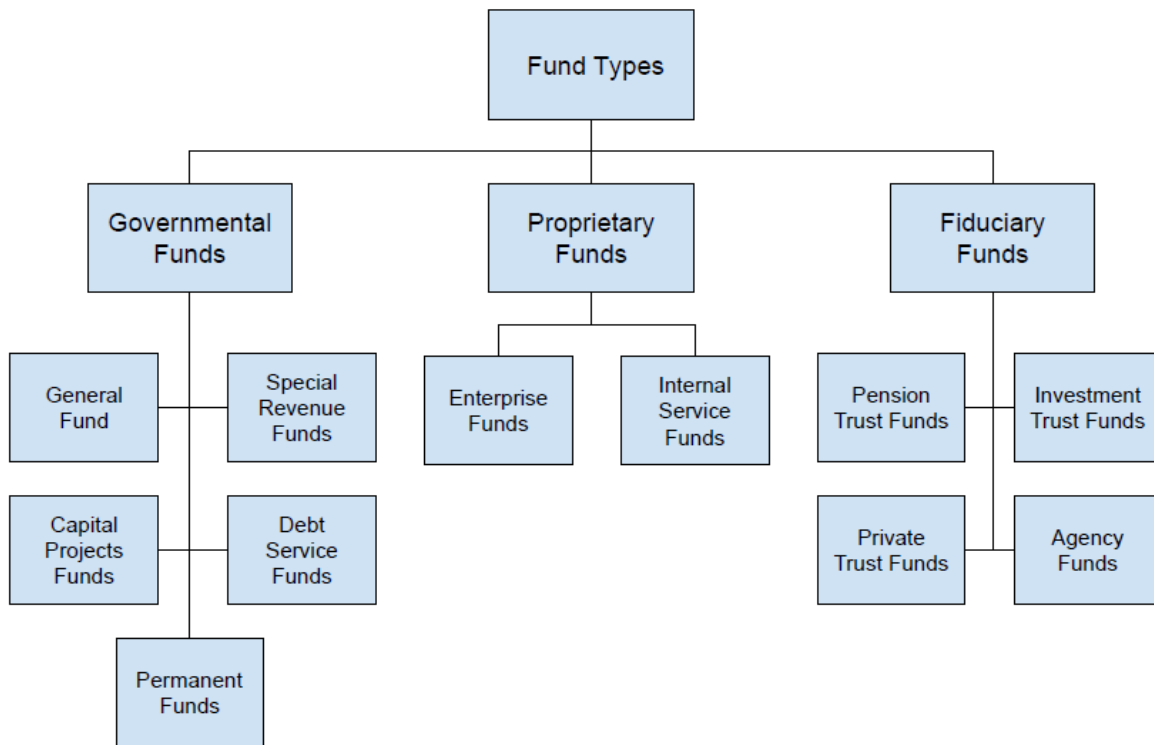 Fund Types
Governmental
Funds
Proprietary
Funds
Fiduciary
Funds
General
Fund
Special
Revenue
Funds
Enterprise
Funds
Internal
Service
Funds
Pension
Trust Funds
Investment
Trust Funds
Capital
Projects
Funds
Debt
Service
Funds
Private
Trust Funds
Agency
Funds
Permanent
Funds